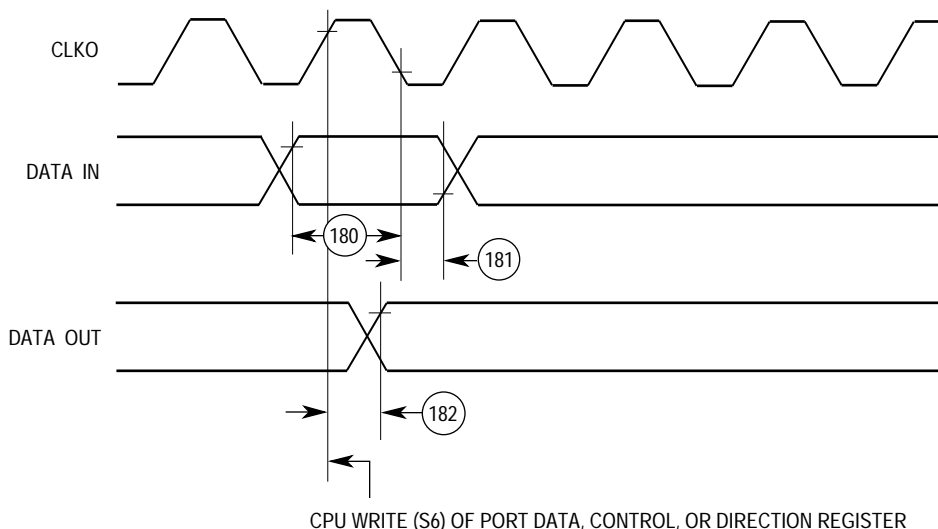 CLKO
DATA IN
180
181
DATA OUT
182
CPU WRITE (S6) OF PORT DATA, CONTROL, OR DIRECTION REGISTER